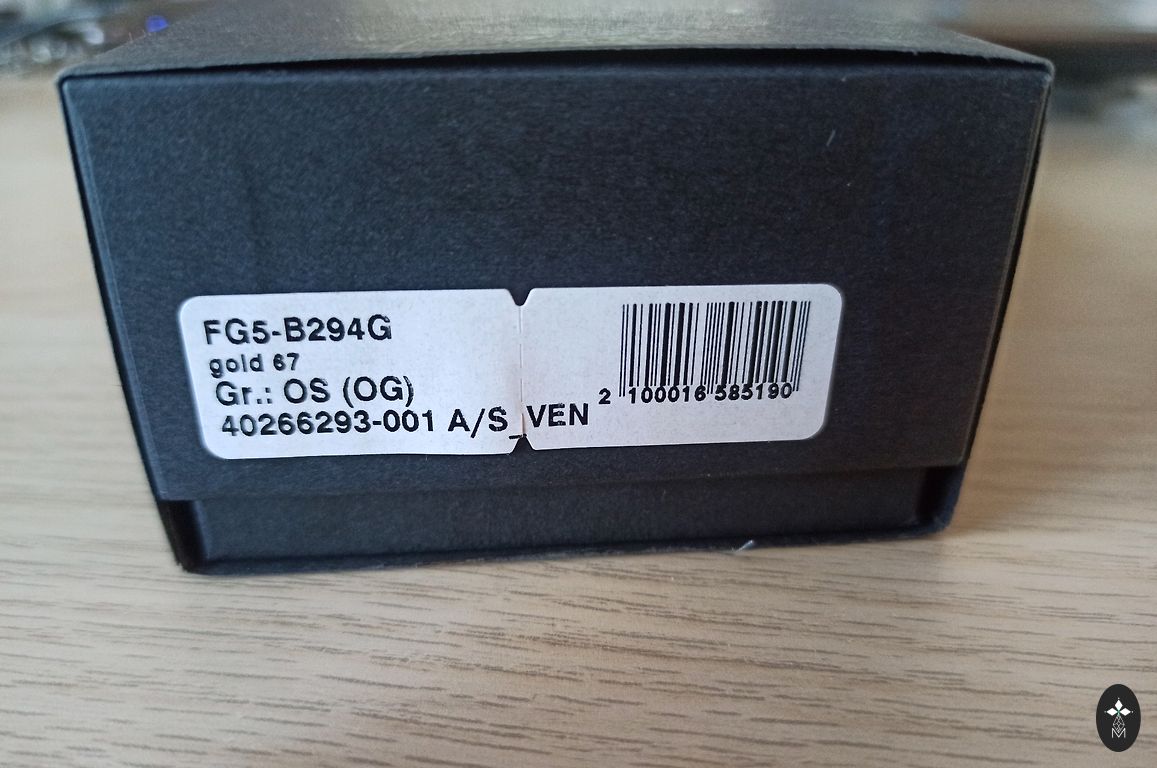 FG5-B294G
gold 67
Gr.: OS (OG)
40266293-001 A/S_VEN
2 100016 585190
M